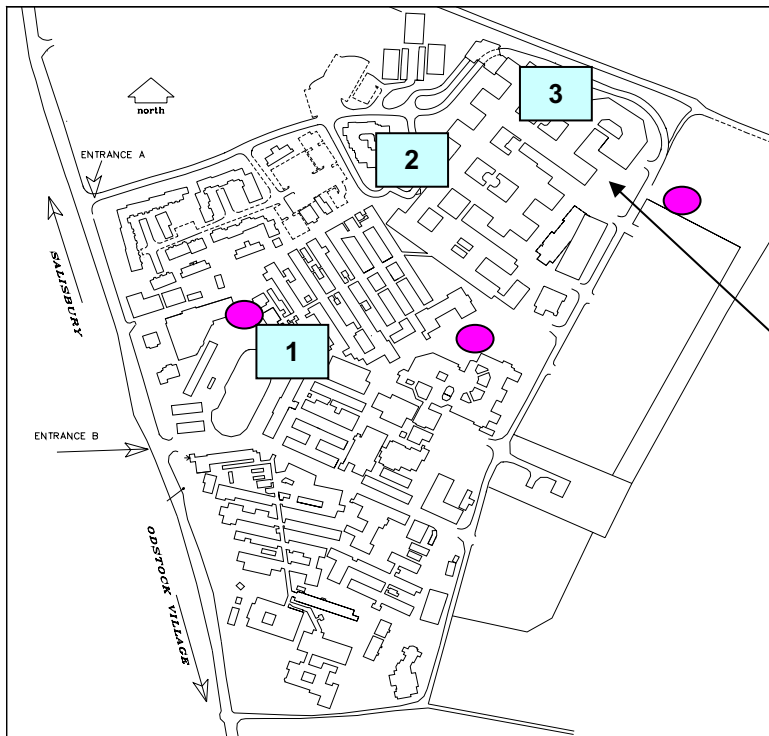 3
north
2
ENTRANCE A
SALISBURY
1
ENTRANCE B
ODSTOCK VILLAGE